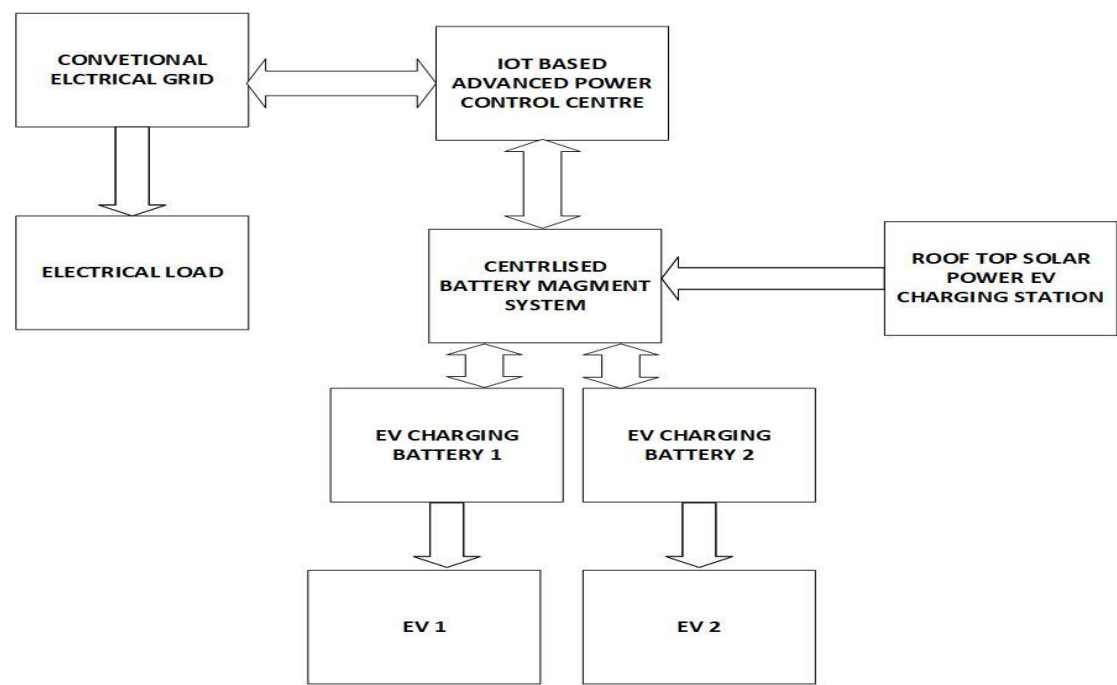 CONVETIONAL
ELCTRICAL GRID
IOT BASED
ADVANCED POWER
CONTROL CENTRE
ELECTRICAL LOAD
CENTRLISED
BATTERY MAGMENT
SYSTEM
ROOF TOP SOLAR
POWER EV
CHARGING STATION
EV CHARGING
BATTERY 1
EV CHARGING
BATTERY 2
EV 1
EV 2